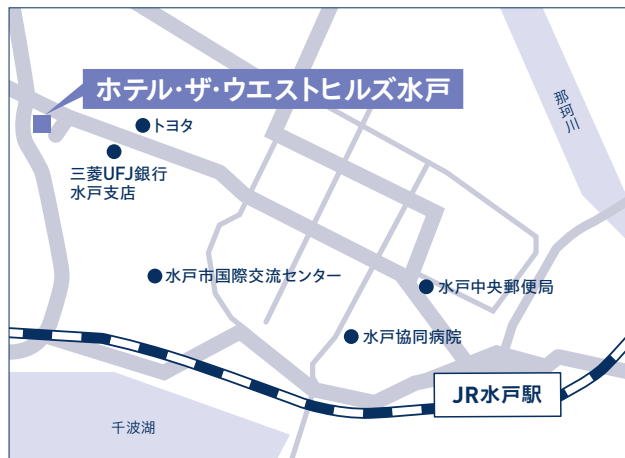 ホテル・ザ・ウエストヒルズ水戸
那珂川
トヨタ
三菱UFJ銀行
水戸支店
水戸市国際交流センター
水戸中央郵便局
水戸協同病院
JR水戸駅
千波湖